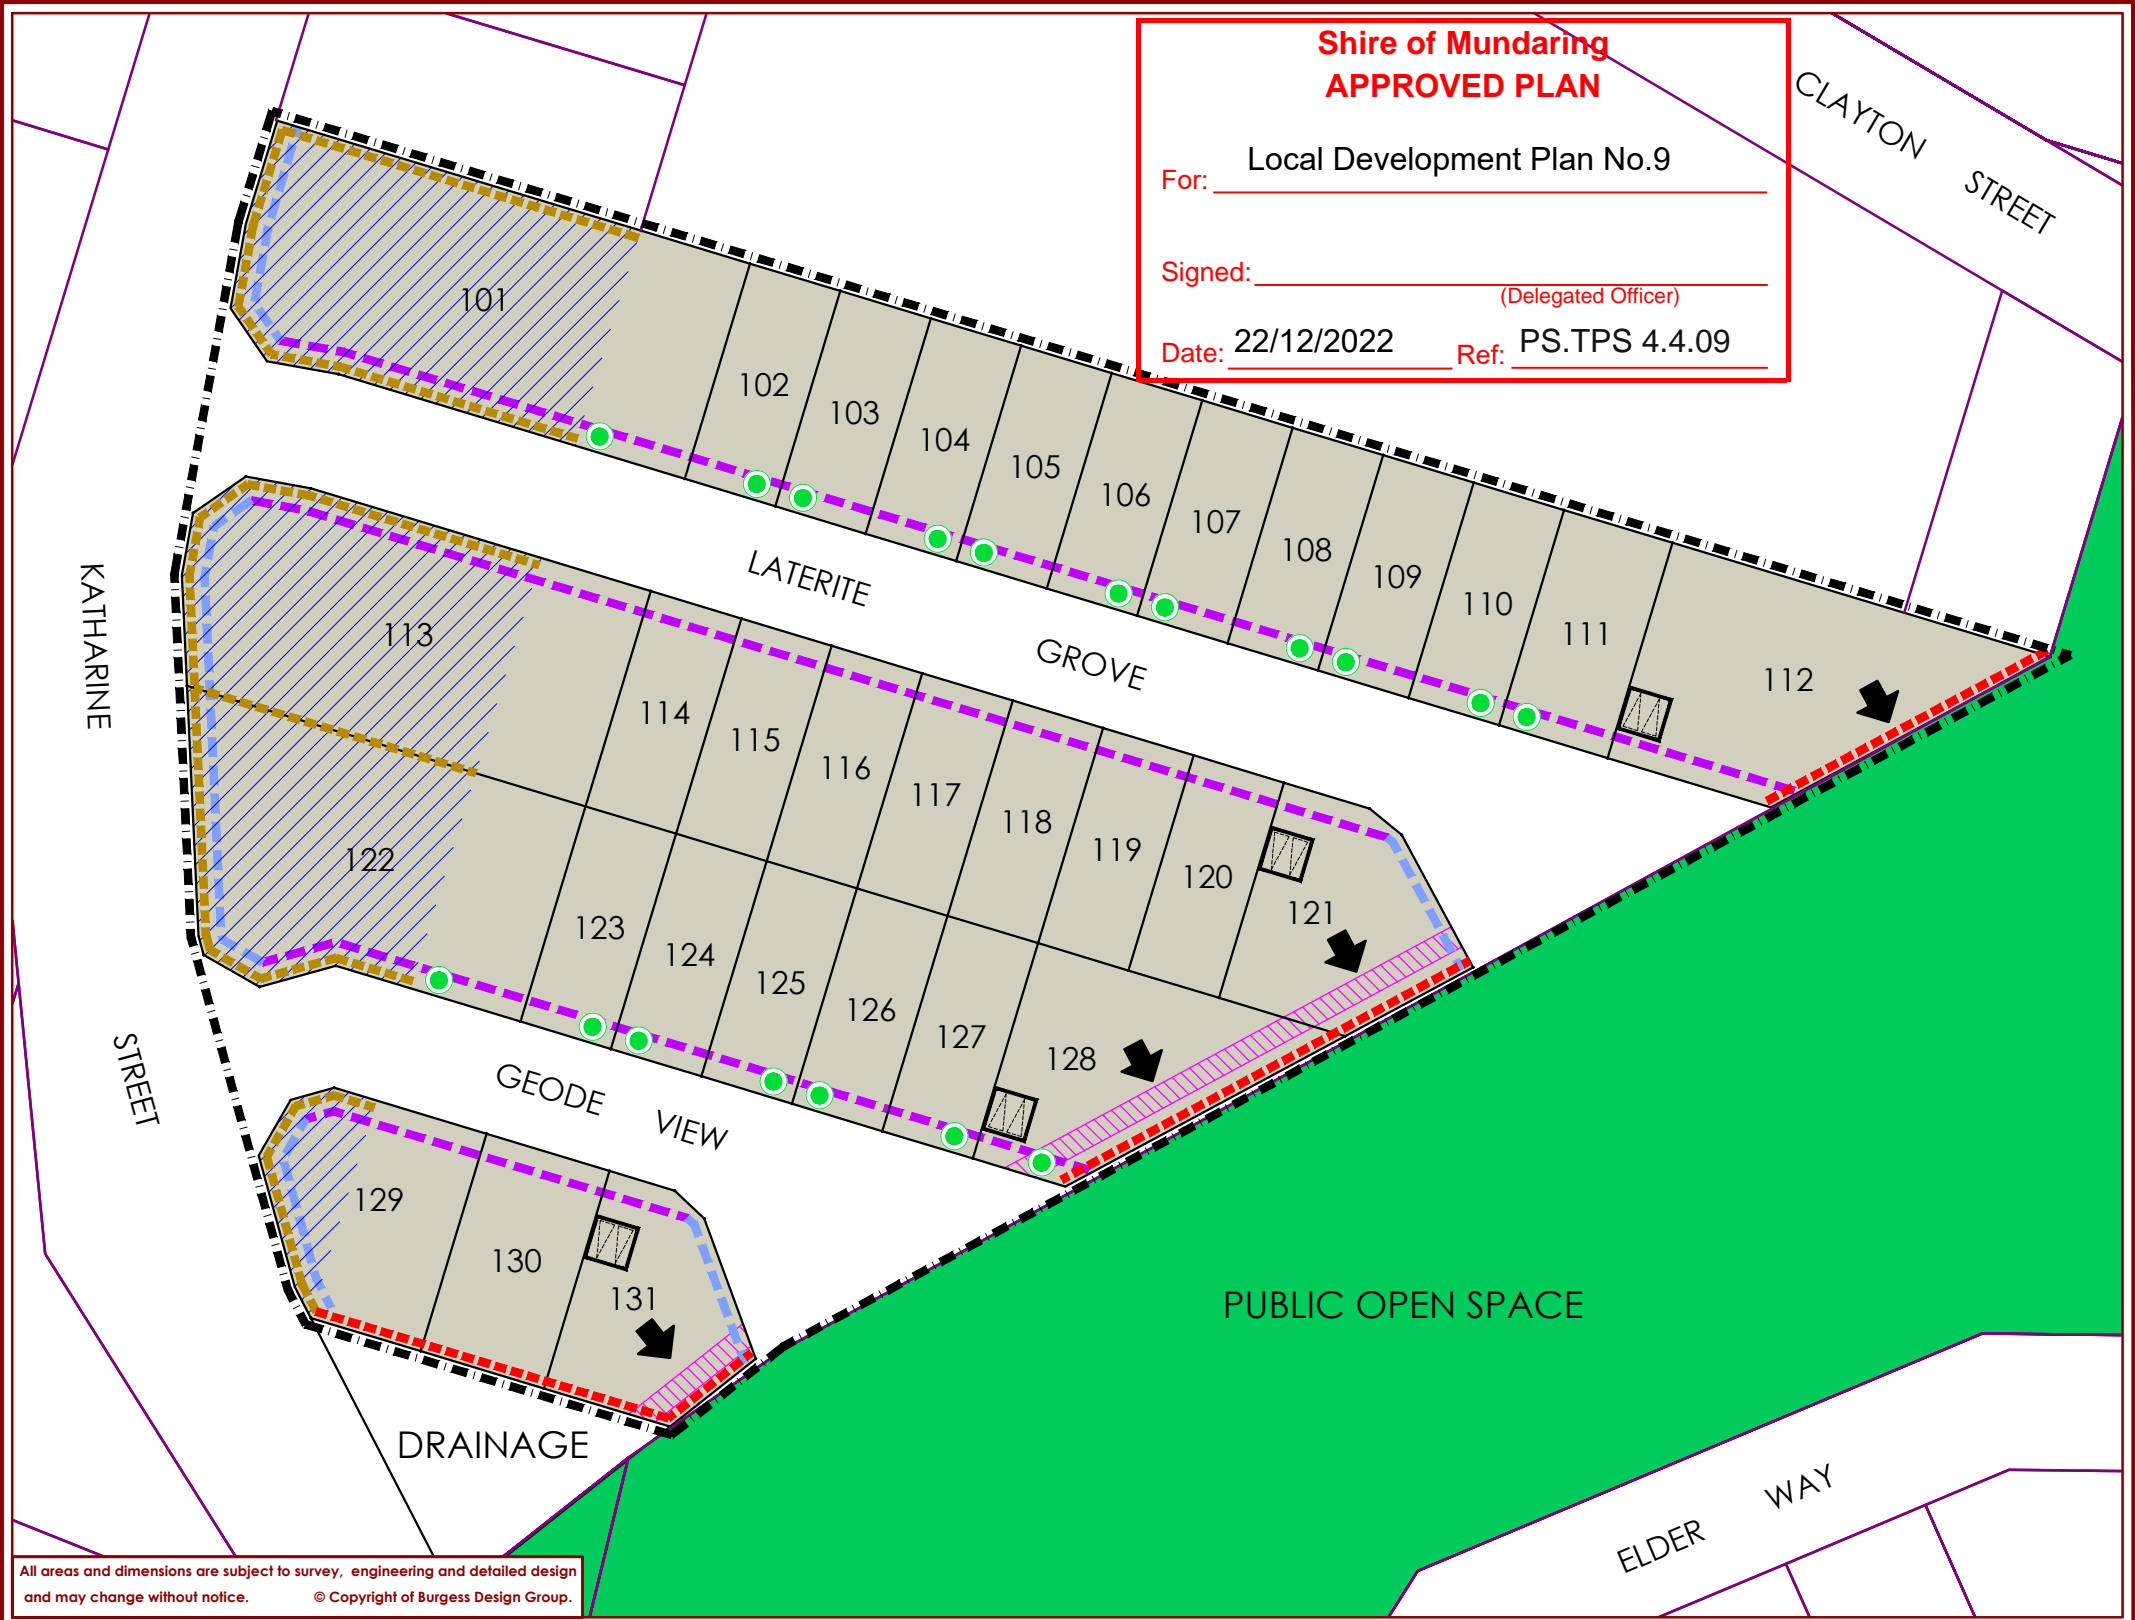 Shire of Mundaring
APPROVED PLAN
For: Local Development Plan No.9
Signed:
(Delegated Officer)
Date: 22/12/2022 Ref: PS.TPS 4.4.09
CLAYTON STREET
101
102
103
104
105
106
107
108
109
110
111
112
LATERITE GROVE
KATHARINE STREET
113
114
115
116
117
118
119
120
121
122
123
124
125
126
127
128
GEODE VIEW
129
130
131
PUBLIC OPEN SPACE
DRAINAGE
ELDER WAY
All areas and dimensions are subject to survey, engineering and detailed design
and may change without notice. © Copyright of Burgess Design Group.